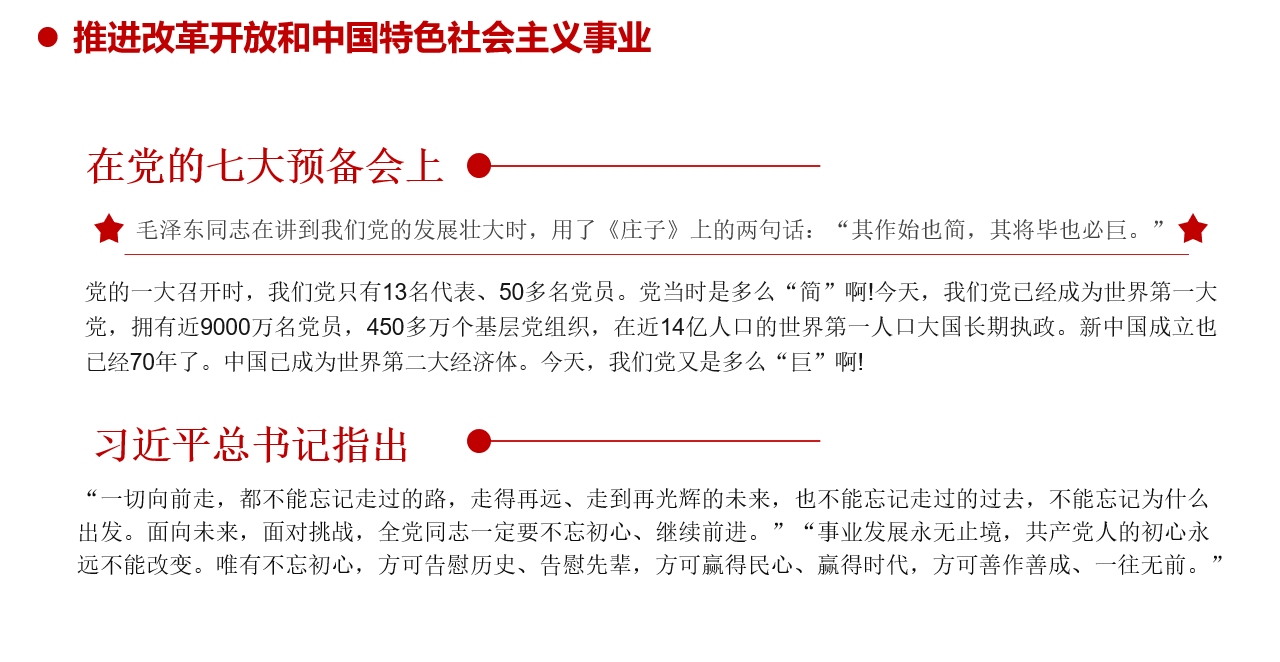 推进改革开放和中国特色社会主义事业
在党的七大预备会上
毛泽东同志在讲到我们党的发展壮大时，用了《庄子》上的两句话：“其作始也简，其将毕也必巨。”
党的一大召开时，我们党只有13名代表、50多名党员。党当时是多么“简”啊!今天，我们党已经成为世界第一大
党，拥有近9000万名党员，450多万个基层党组织，在近14亿人口的世界第一人口大国长期执政。新中国成立也
已经70年了。中国已成为世界第二大经济体。今天，我们党又是多么“巨”啊!
习近平总书记指出
“一切向前走，都不能忘记走过的路，走得再远、走到再光辉的未来，也不能忘记走过的过去，不能忘记为什么
出发。面向未来，面对挑战，全党同志一定要不忘初心、继续前进。”“事业发展永无止境，共产党人的初心永
远不能改变。唯有不忘初心，方可告慰历史、告慰先辈，方可赢得民心、赢得时代，方可善作善成、一往无前。”